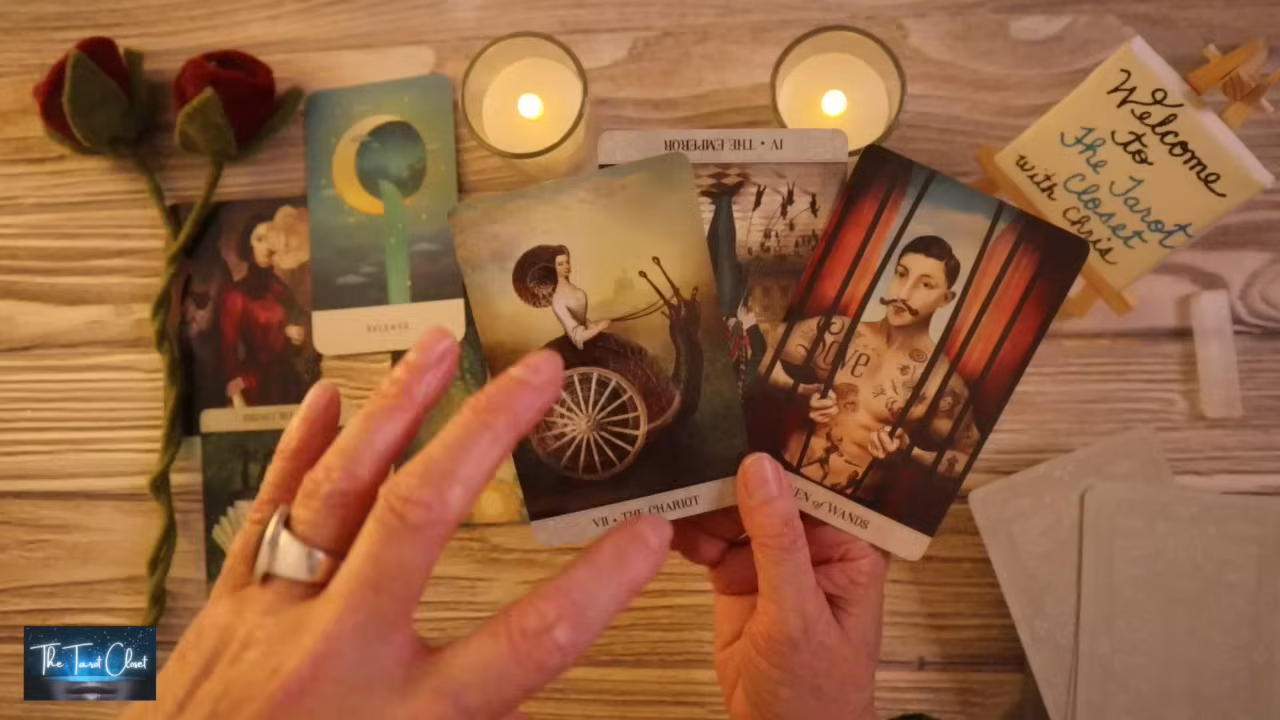 IV • THE EMPEROR
Welcome
to
The Tarot
Closet
with Chris
RELEASE
love
VII • THE CHARIOT
of WANDS
The Tarot Closet